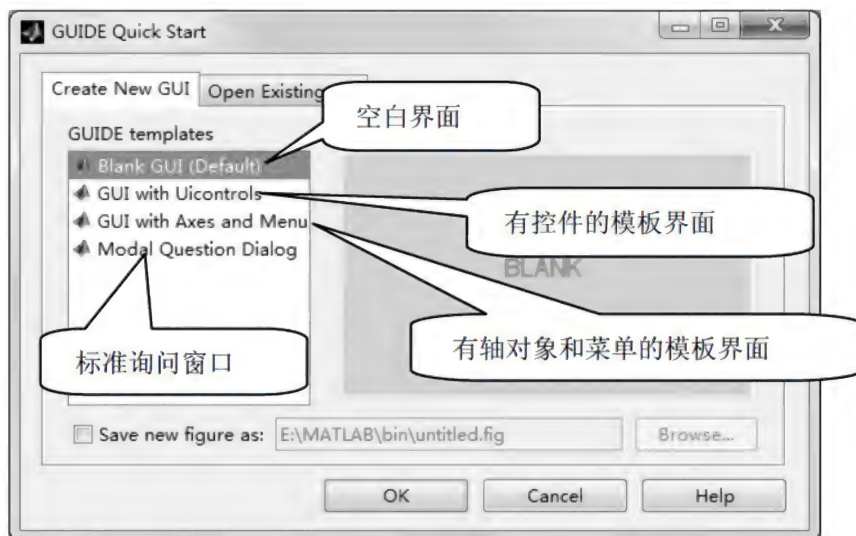 GUIDE Quick Start
Create New GUI
Open Existing
空白界面
GUIDE templates
Blank GUI (Default)
GUI with Uicontrols
有控件的模板界面
GUI with Axes and Menu
Modal Question Dialog
BLANK
有轴对象和菜单的模板界面
标准询问窗口
Save new figure as:
E:\MATLAB\bin\untitled.fig
Browse...
OK
Cancel
Help